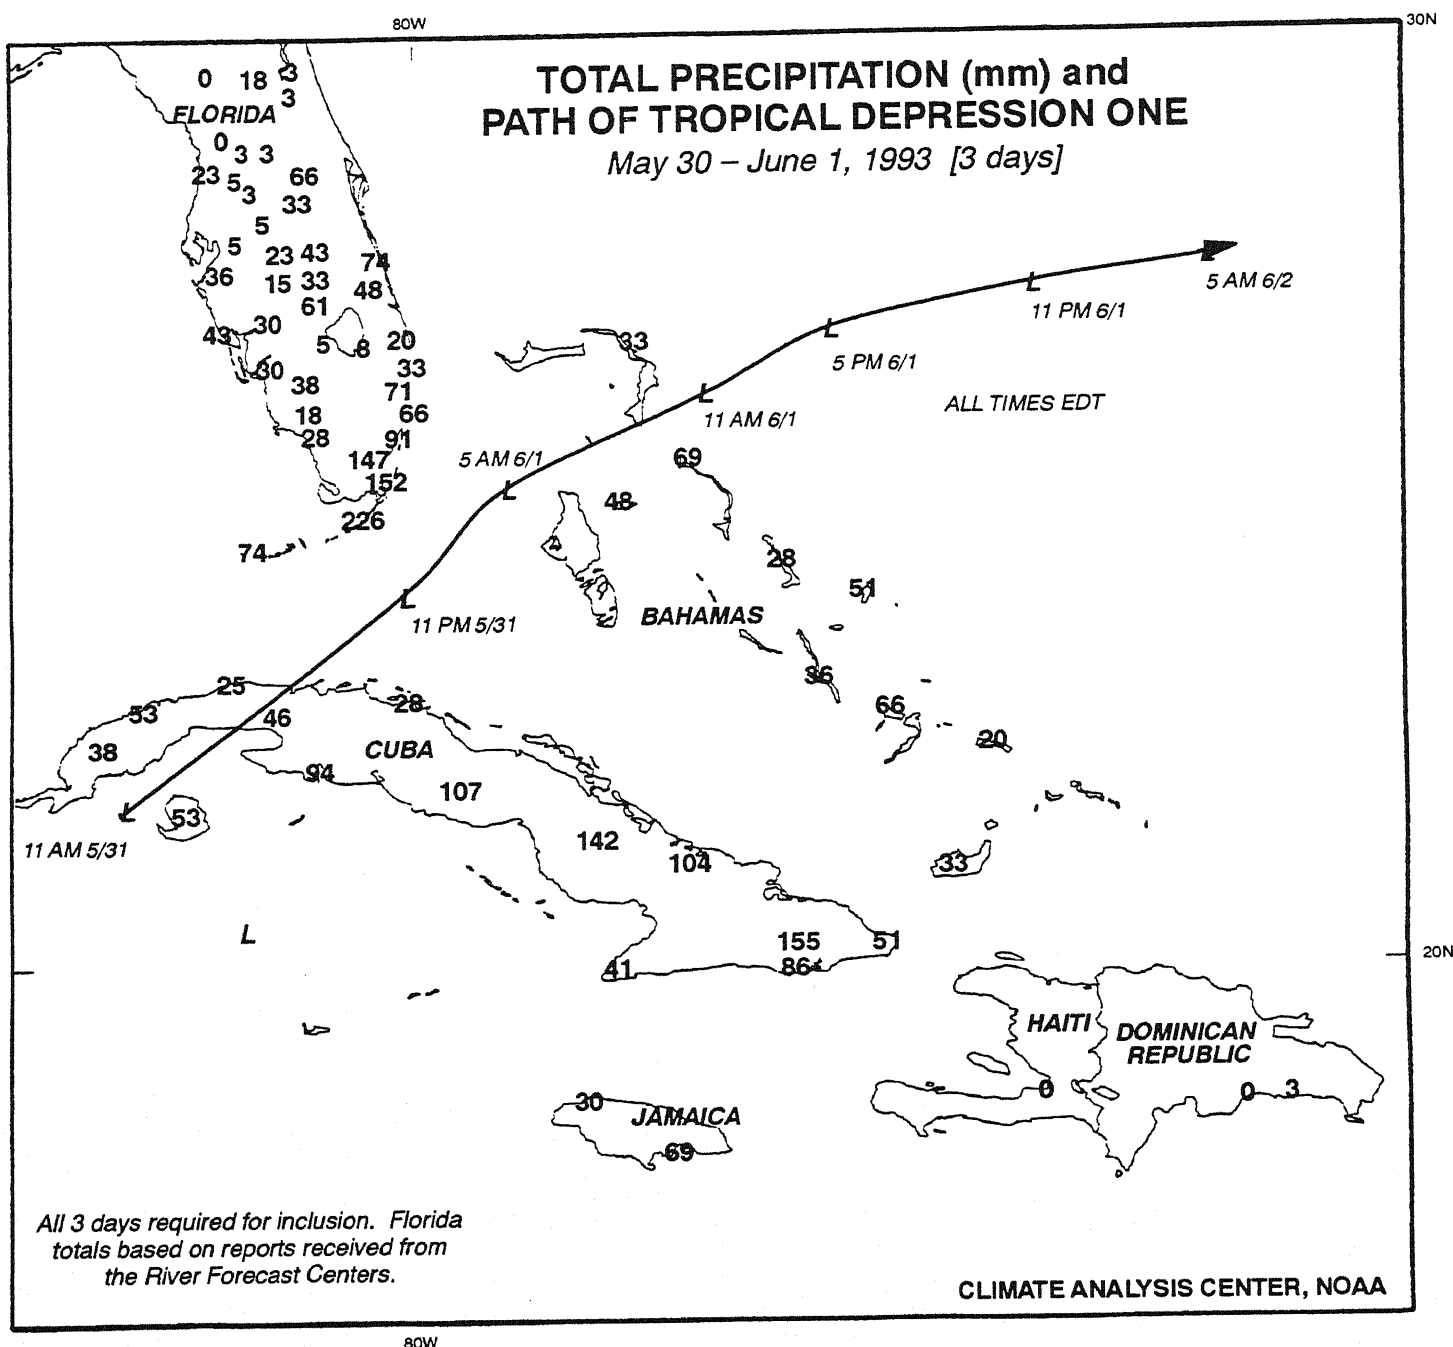 80W
30N
TOTAL PRECIPITATION (mm) and
PATH OF TROPICAL DEPRESSION ONE
May 30 – June 1, 1993 [3 days]
0 18 3
3
FLORIDA
0
3 3
23 5 66
3
33
5
5
23 43 74
36 15 33 48
61
43 30
5 8 20
30 33
38 71
18 66
28 91
147
152
226
74
5 AM 6/2
L
11 PM 6/1
L
5 PM 6/1
33
L
11 AM 6/1
ALL TIMES EDT
5 AM 6/1
L
69
48
28
51
L
11 PM 5/31
BAHAMAS
36
66
20
25
53
46
28
38
CUBA
94
107
L
53
11 AM 5/31
142
104
33
L
155
51
86
41
20N
HAITI
DOMINICAN
REPUBLIC
0
0 3
30
JAMAICA
69
All 3 days required for inclusion. Florida
totals based on reports received from
the River Forecast Centers.
CLIMATE ANALYSIS CENTER, NOAA
80W